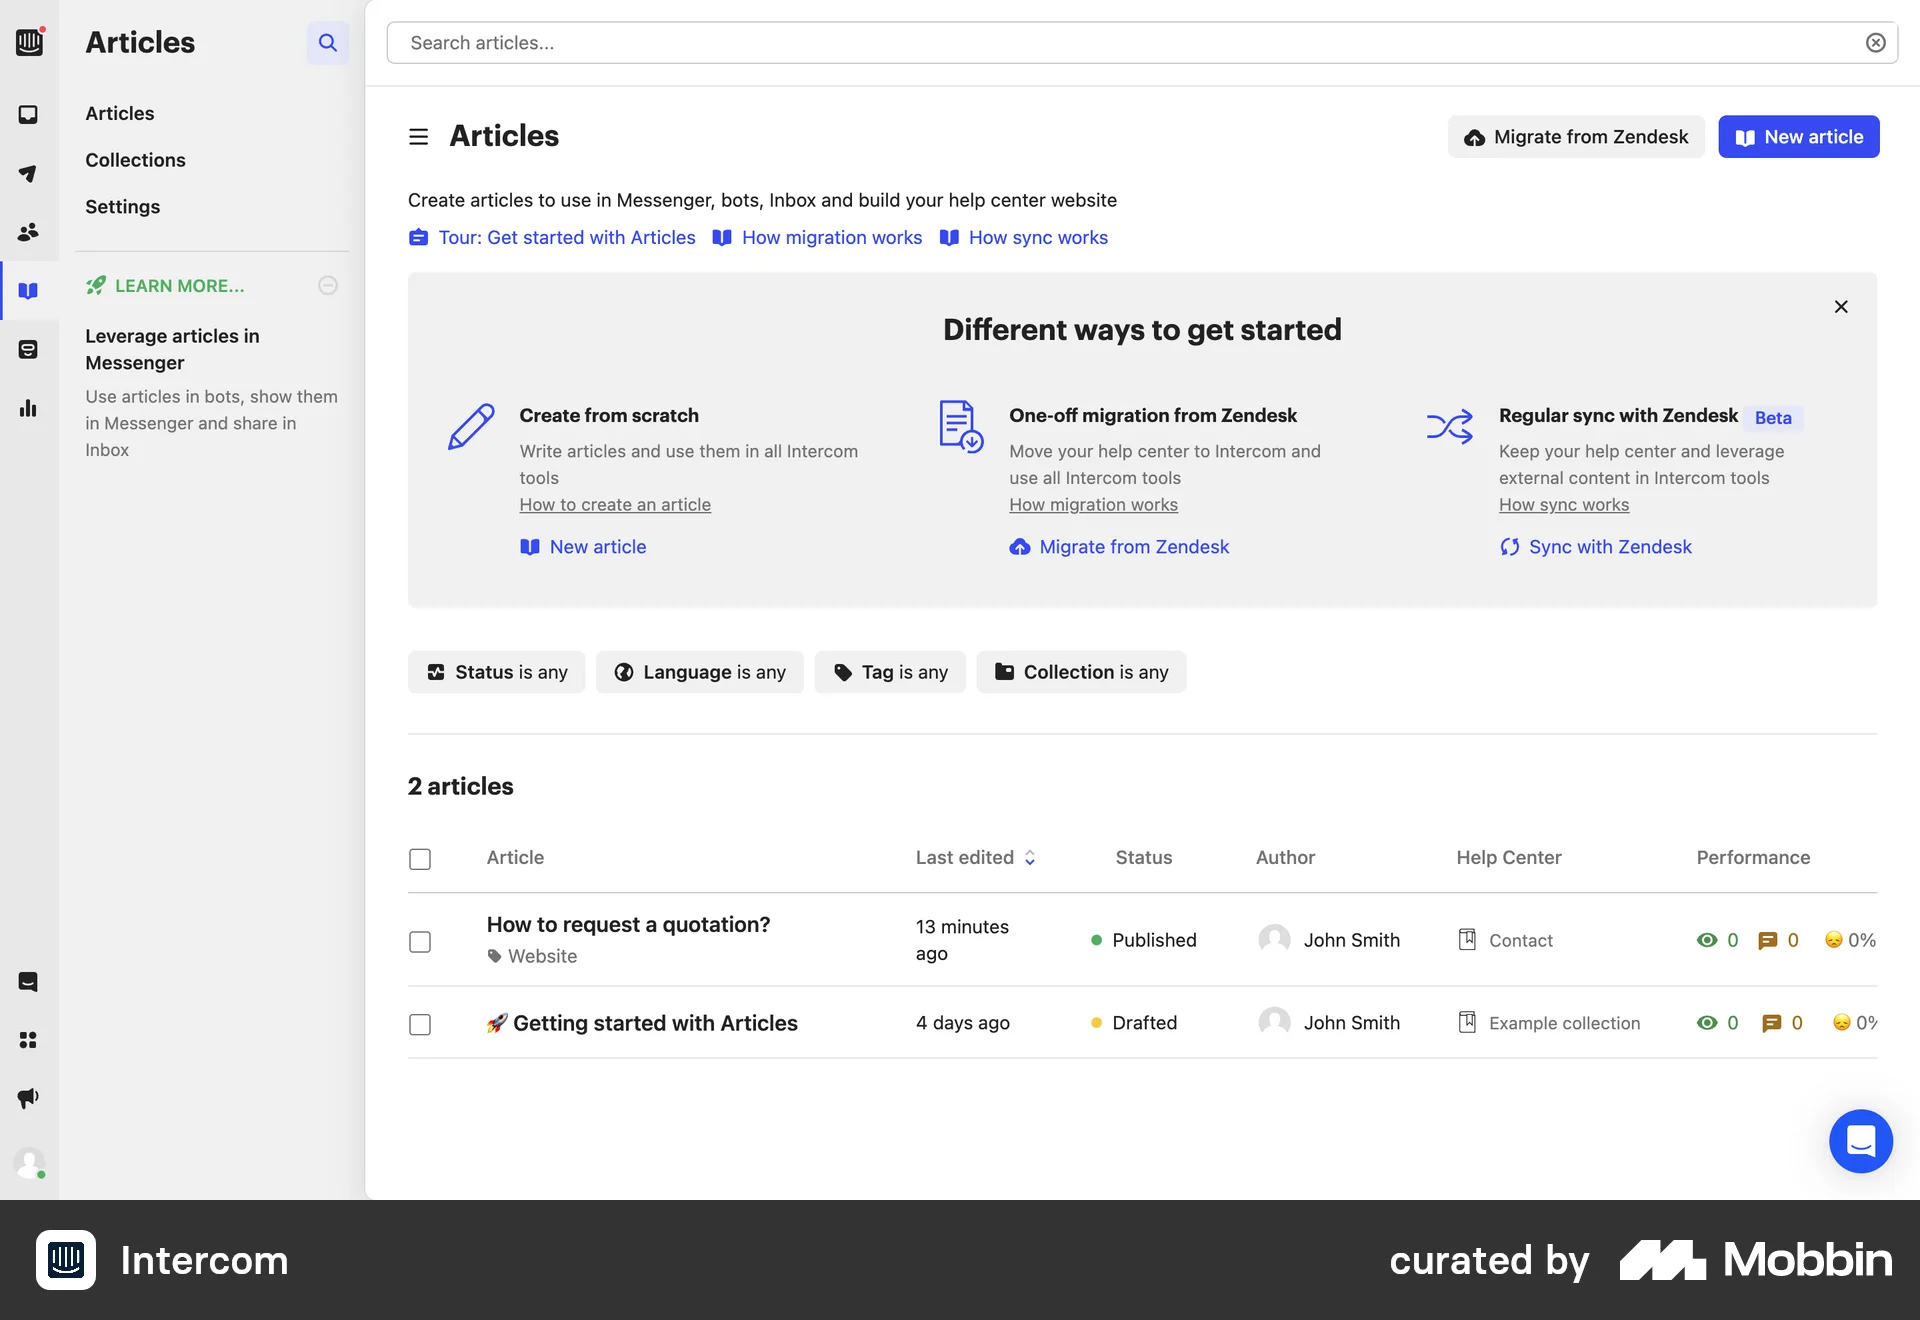 Articles
Articles
Collections
Settings
LEARN MORE...
Leverage articles in
Messenger
Use articles in bots, show them
in Messenger and share in
Inbox
Search articles...
Articles
Migrate from Zendesk
New article
Create articles to use in Messenger, bots, Inbox and build your help center website
Tour: Get started with Articles
How migration works
How sync works
Different ways to get started
Create from scratch
Write articles and use them in all Intercom
tools
How to create an article
New article
One-off migration from Zendesk
Move your help center to Intercom and
use all Intercom tools
How migration works
Migrate from Zendesk
Regular sync with Zendesk Beta
Keep your help center and leverage
external content in Intercom tools
How sync works
Sync with Zendesk
Status is any
Language is any
Tag is any
Collection is any
2 articles
Article Last edited Status Author Help Center Performance
How to request a quotation?
Website
13 minutes
ago
Published
John Smith
Contact
0 0 😞 0%
🚀 Getting started with Articles
4 days ago
Drafted
John Smith
Example collection
0 0 😞 0%
Intercom
curated by Mobbin